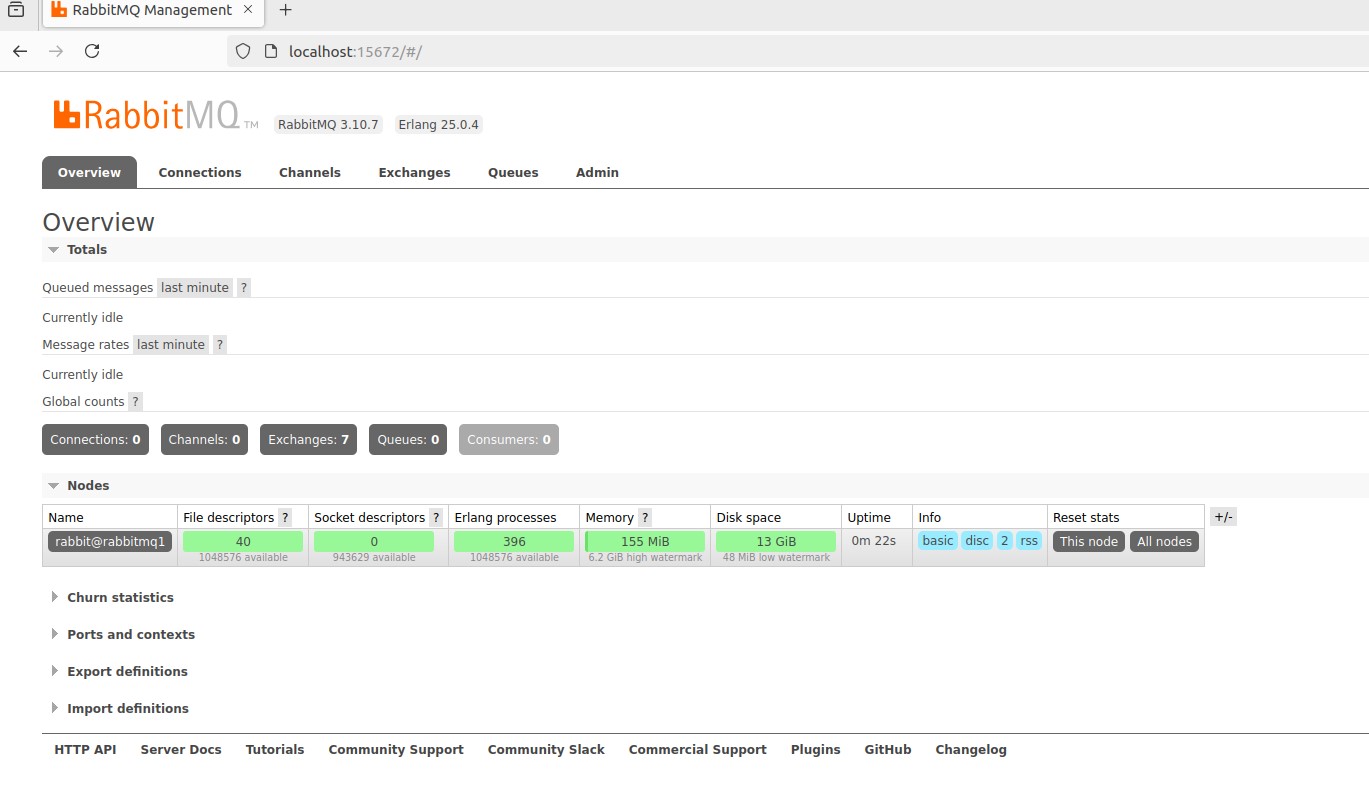 RabbitMQ Management
localhost:15672/#/
RabbitMQ TM RabbitMQ 3.10.7 Erlang 25.0.4
Overview Connections Channels Exchanges Queues Admin
Overview
Totals
Queued messages last minute ?
Currently idle
Message rates last minute ?
Currently idle
Global counts ?
Connections: 0 Channels: 0 Exchanges: 7 Queues: 0 Consumers: 0
Nodes
Name File descriptors ? Socket descriptors ? Erlang processes Memory ? Disk space Uptime Info Reset stats +/-
rabbit@rabbitmq1 40 0 396 155 MiB 13 GiB 0m 22s basic disc 2 rss This node All nodes
1048576 available 943629 available 1048576 available 6.2 GiB high watermark 48 MiB low watermark
Churn statistics
Ports and contexts
Export definitions
Import definitions
HTTP API Server Docs Tutorials Community Support Community Slack Commercial Support Plugins GitHub Changelog